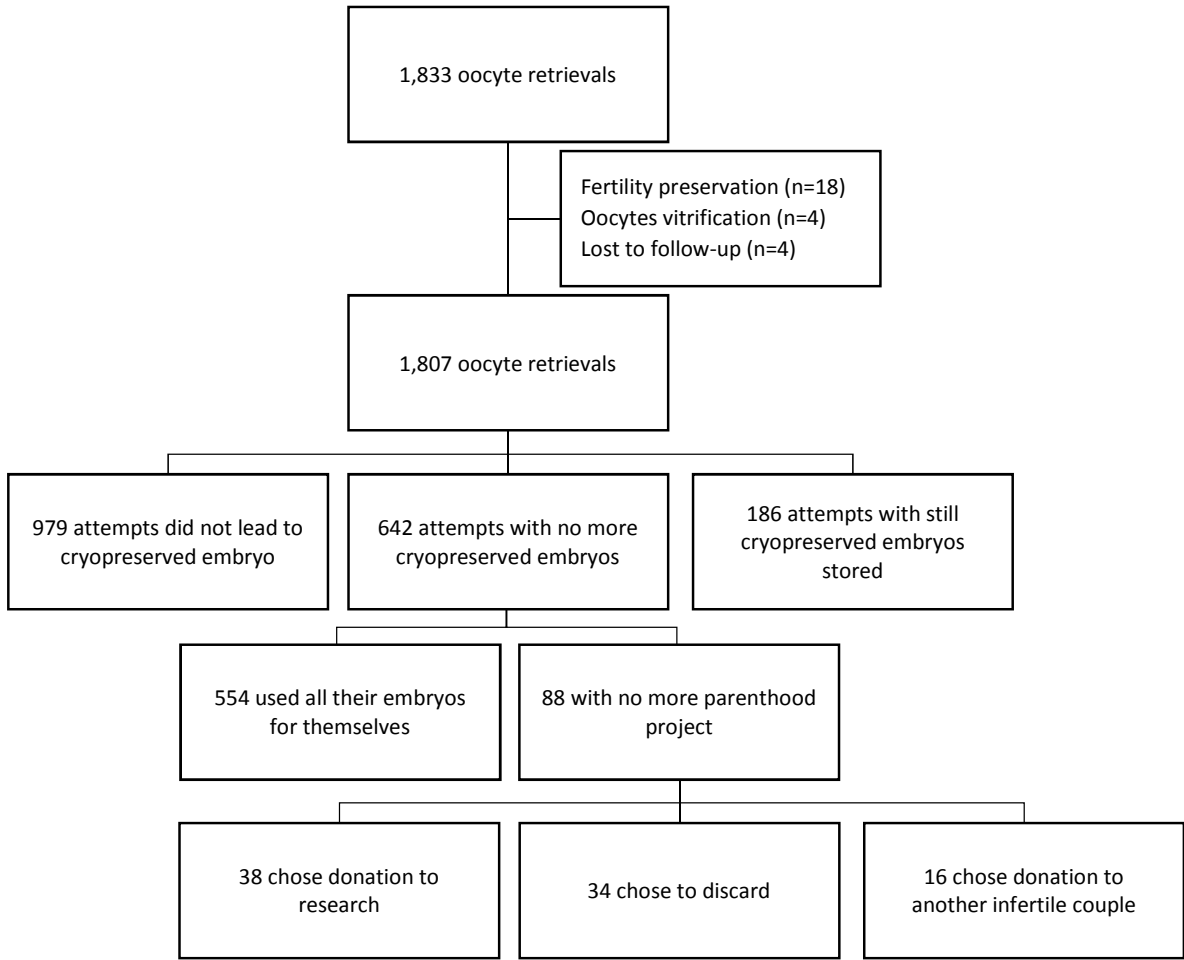 1,833 oocyte retrievals
Fertility preservation (n=18)
Oocytes vitrification (n=4)
Lost to follow-up (n=4)
1,807 oocyte retrievals
979 attempts did not lead to
cryopreserved embryo
642 attempts with no more
cryopreserved embryos
186 attempts with still
cryopreserved embryos
stored
554 used all their embryos
for themselves
88 with no more parenthood
project
38 chose donation to
research
34 chose to discard
16 chose donation to
another infertile couple